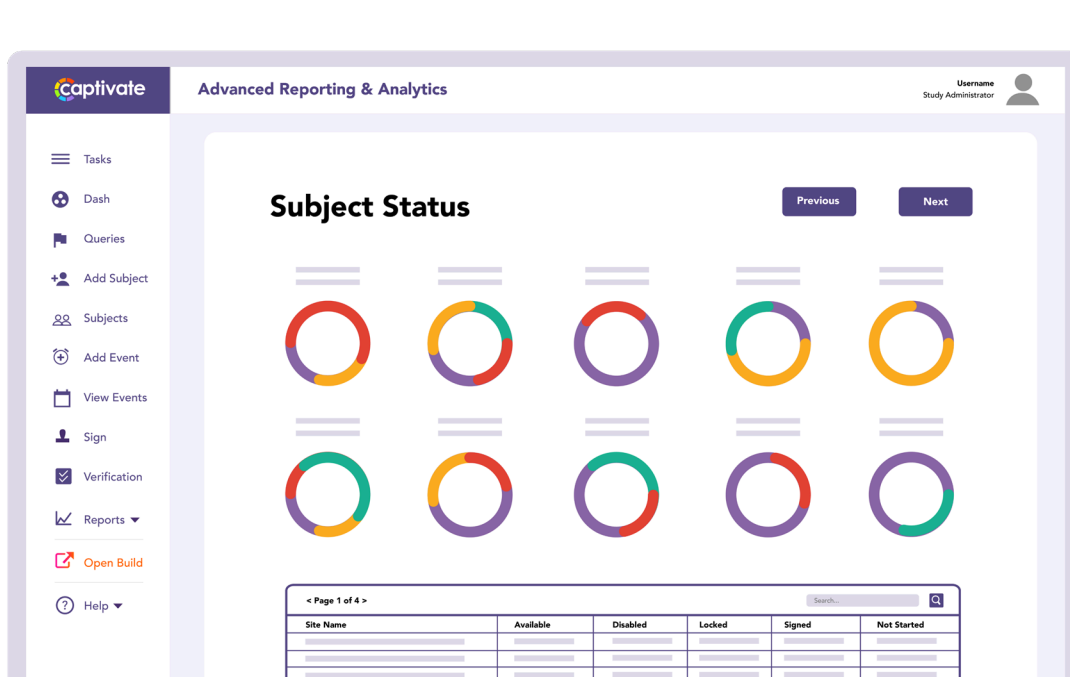 captivate
Advanced Reporting & Analytics
Username
Study Administrator
Tasks
Dash
Queries
Add Subject
Subjects
Add Event
View Events
Sign
Verification
Reports
Open Build
Help
Subject Status
Previous
Next
< Page 1 of 4 >
Search...
Site Name Available Disabled Locked Signed Not Started